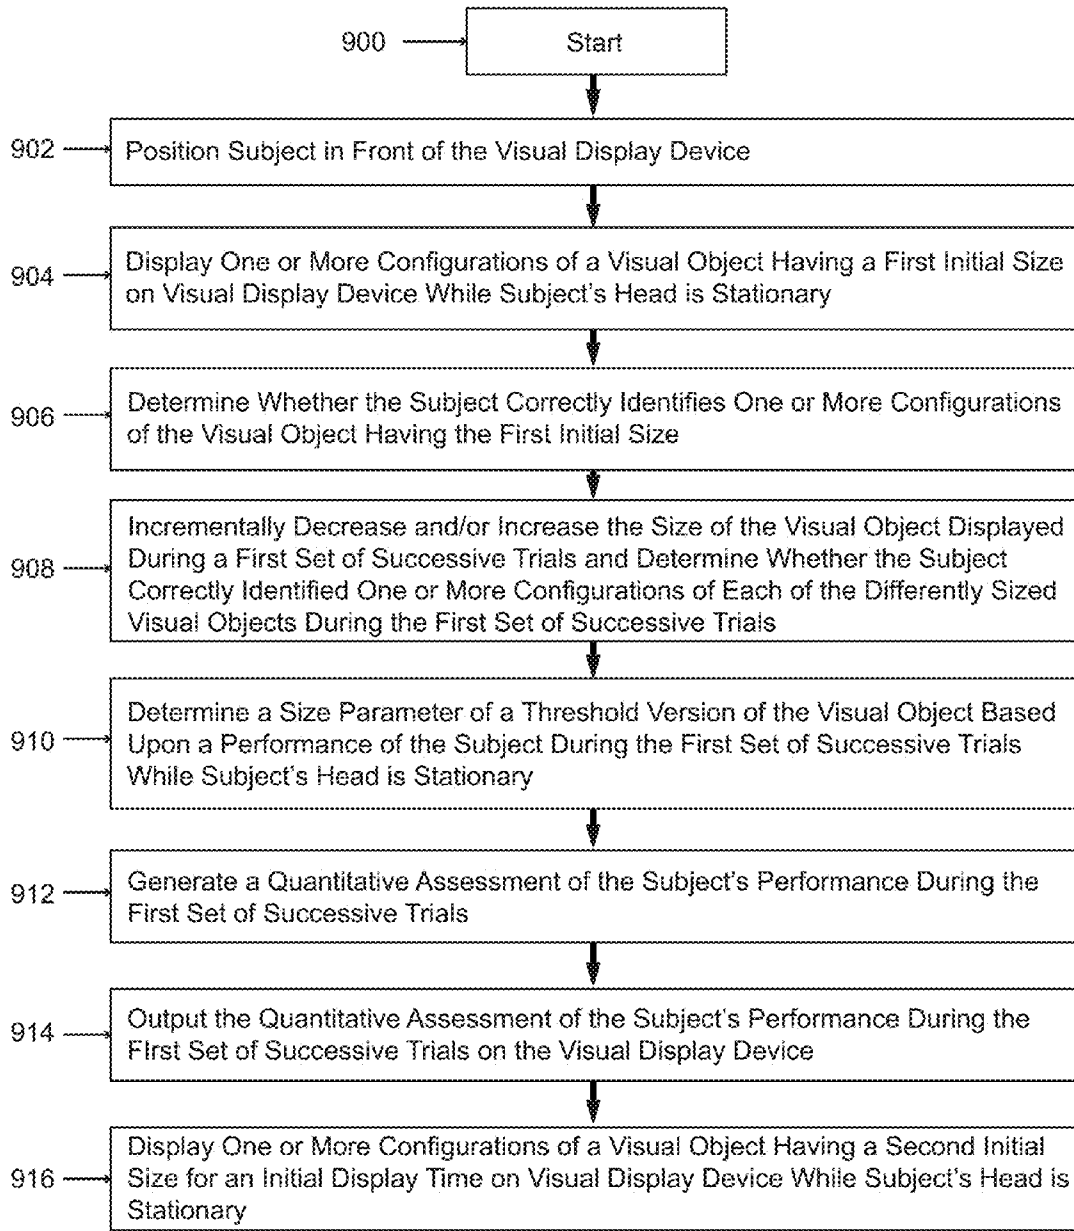 900
Start
902
Position Subject in Front of the Visual Display Device
904
Display One or More Configurations of a Visual Object Having a First Initial Size
on Visual Display Device While Subject's Head is Stationary
906
Determine Whether the Subject Correctly Identifies One or More Configurations
of the Visual Object Having the First Initial Size
908
Incrementally Decrease and/or Increase the Size of the Visual Object Displayed
During a First Set of Successive Trials and Determine Whether the Subject
Correctly Identified One or More Configurations of Each of the Differently Sized
Visual Objects During the First Set of Successive Trials
910
Determine a Size Parameter of a Threshold Version of the Visual Object Based
Upon a Performance of the Subject During the First Set of Successive Trials
While Subject's Head is Stationary
912
Generate a Quantitative Assessment of the Subject's Performance During the
First Set of Successive Trials
914
Output the Quantitative Assessment of the Subject's Performance During the
FIrst Set of Successive Trials on the Visual Display Device
916
Display One or More Configurations of a Visual Object Having a Second Initial
Size for an Initial Display Time on Visual Display Device While Subject's Head is
Stationary